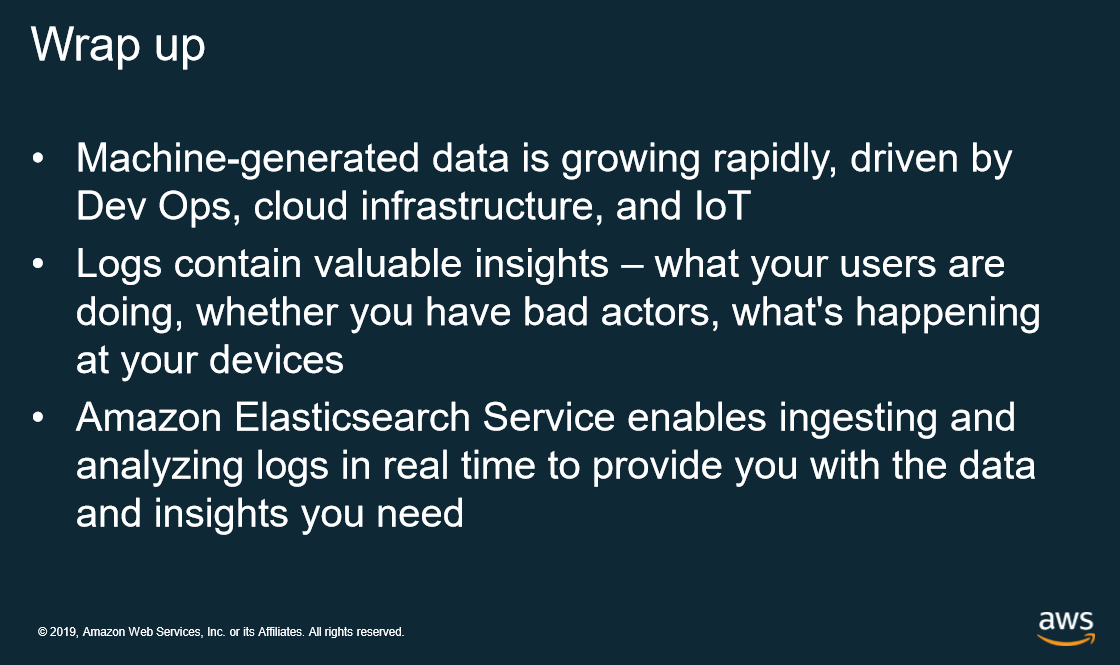 Wrap up
• Machine-generated data is growing rapidly, driven by
Dev Ops, cloud infrastructure, and IoT
• Logs contain valuable insights – what your users are
doing, whether you have bad actors, what's happening
at your devices
• Amazon Elasticsearch Service enables ingesting and
analyzing logs in real time to provide you with the data
and insights you need
© 2019, Amazon Web Services, Inc. or its Affiliates. All rights reserved.
aws